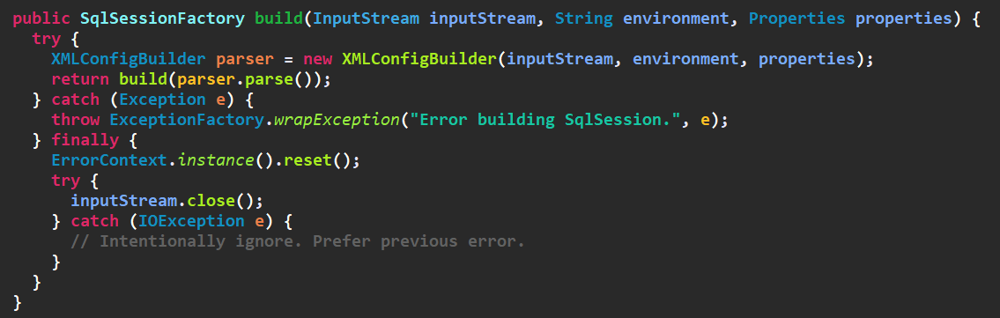 public SqlSessionFactory build(InputStream inputStream, String environment, Properties properties) {
  try {
    XMLConfigBuilder parser = new XMLConfigBuilder(inputStream, environment, properties);
    return build(parser.parse());
  } catch (Exception e) {
    throw ExceptionFactory.wrapException("Error building SqlSession.", e);
  } finally {
    ErrorContext.instance().reset();
    try {
      inputStream.close();
    } catch (IOException e) {
      // Intentionally ignore. Prefer previous error.
    }
  }
}